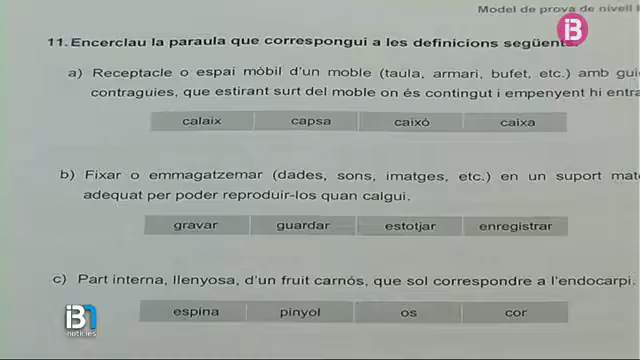 Model de prova de nivell
11. Encerclau la paraula que correspongui a les definicions següents.
a) Receptacle o espai mòbil d'un moble (taula, armari, bufet, etc.) amb
contraguies, que estirant surt del moble on és contingut i empenyent hi
calaix capsa caixó caixa
b) Fixar o emmagatzemar (dades, sons, imatges, etc.) en un suport
adequat per poder reproduir-los quan calgui.
gravar guardar estotjar enregistrar
c) Part interna, llenyosa, d'un fruit carnós, que sol correspondre a l'endocarpi.
espina pinyol os cor
IB
IB
notícies